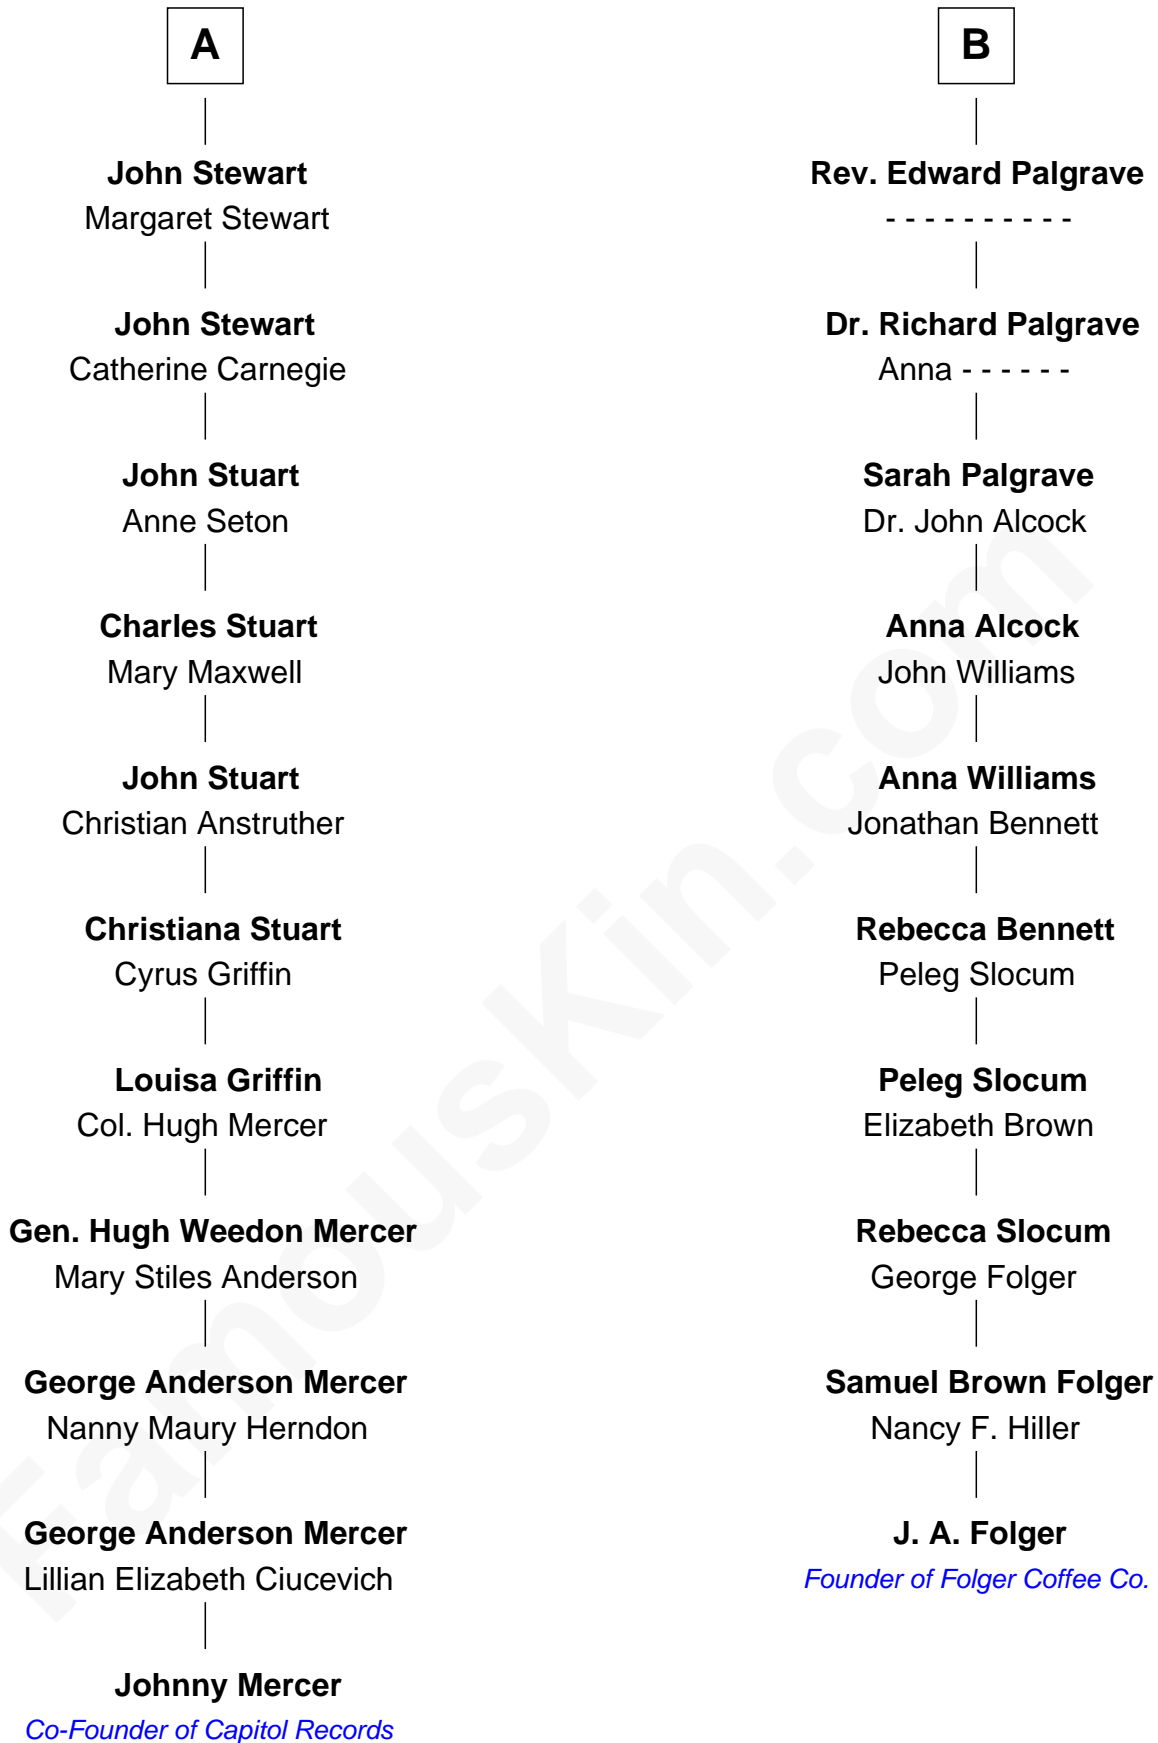 A
John Stewart
Margaret Stewart
John Stewart
Catherine Carnegie
John Stuart
Anne Seton
Charles Stuart
Mary Maxwell
John Stuart
Christian Anstruther
Christiana Stuart
Cyrus Griffin
Louisa Griffin
Col. Hugh Mercer
Gen. Hugh Weedon Mercer
Mary Stiles Anderson
George Anderson Mercer
Nanny Maury Herndon
George Anderson Mercer
Lillian Elizabeth Ciucevich
Johnny Mercer
Co-Founder of Capitol Records
B
Rev. Edward Palgrave
- - - - - - - - - -
Dr. Richard Palgrave
Anna - - - - - -
Sarah Palgrave
Dr. John Alcock
Anna Alcock
John Williams
Anna Williams
Jonathan Bennett
Rebecca Bennett
Peleg Slocum
Peleg Slocum
Elizabeth Brown
Rebecca Slocum
George Folger
Samuel Brown Folger
Nancy F. Hiller
J. A. Folger
Founder of Folger Coffee Co.
FamousKin.com